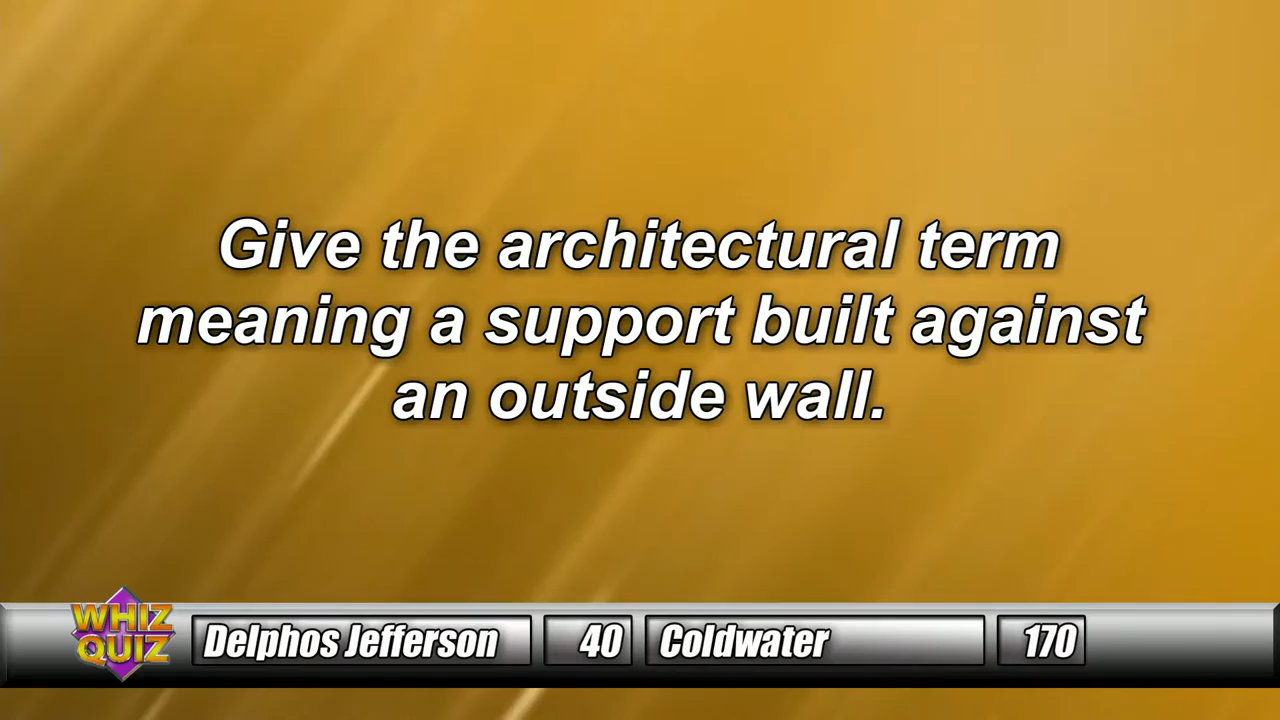 Give the architectural term
meaning a support built against
an outside wall.
WHIZ
QUIZ
Delphos Jefferson
40
Coldwater
170